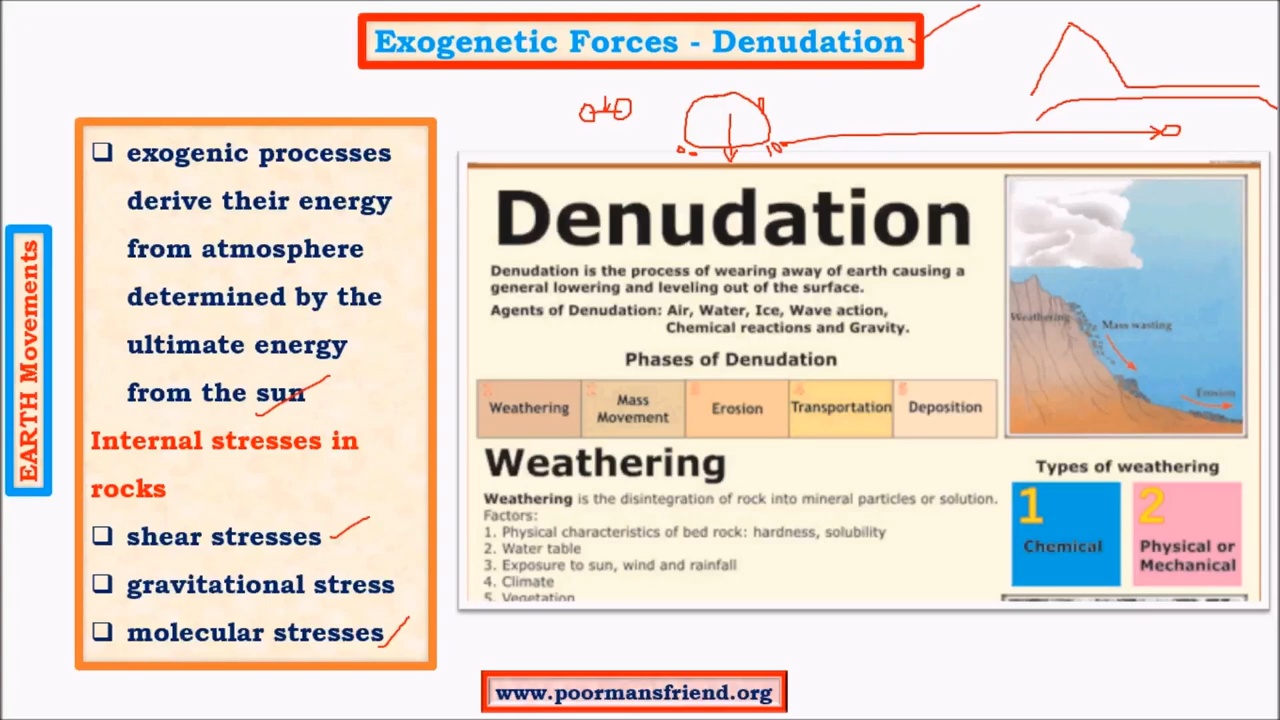 Exogenetic Forces - Denudation
EARTH Movements
❑ exogenic processes
derive their energy
from atmosphere
determined by the
ultimate energy
from the sun
Internal stresses in
rocks
❑ shear stresses
❑ gravitational stress
❑ molecular stresses
Denudation
Denudation is the process of wearing away of earth causing a
general lowering and leveling out of the surface.
Agents of Denudation: Air, Water, Ice, Wave action,
Chemical reactions and Gravity.
Phases of Denudation
1 Weathering
2 Mass
Movement
3 Erosion
4 Transportation
5 Deposition
Weathering
Mass wasting
Erosion
Weathering
Weathering is the disintegration of rock into mineral particles or solution.
Factors:
1. Physical characteristics of bed rock: hardness, solubility
2. Water table
3. Exposure to sun, wind and rainfall
4. Climate
5. Vegetation
Types of weathering
1
Chemical
2
Physical or
Mechanical
www.poormansfriend.org